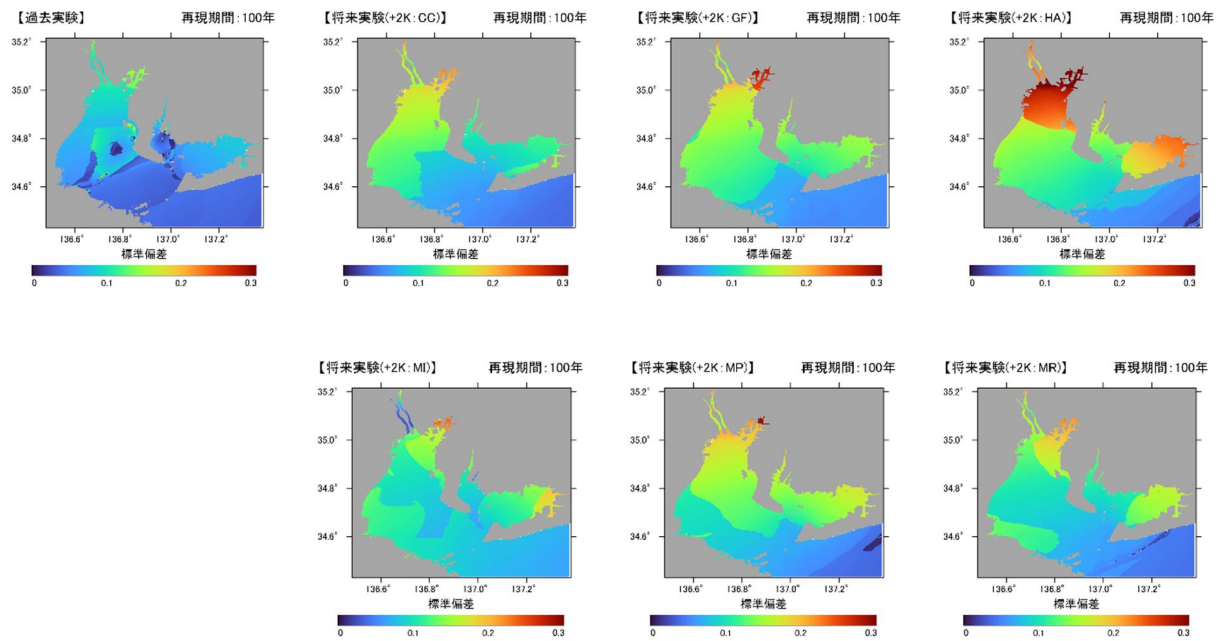 【過去実験】 再現期間：100年
35.2°
35.0°
34.8°
34.6°
136.6° 136.8° 137.0° 137.2°
標準偏差
0 0.1 0.2 0.3
【将来実験(+2K：CC)】 再現期間：100年
35.2°
35.0°
34.8°
34.6°
136.6° 136.8° 137.0° 137.2°
標準偏差
0 0.1 0.2 0.3
【将来実験(+2K：GF)】 再現期間：100年
35.2°
35.0°
34.8°
34.6°
136.6° 136.8° 137.0° 137.2°
標準偏差
0 0.1 0.2 0.3
【将来実験(+2K：HA)】 再現期間：100年
35.2°
35.0°
34.8°
34.6°
136.6° 136.8° 137.0° 137.2°
標準偏差
0 0.1 0.2 0.3
【将来実験(+2K：MI)】 再現期間：100年
35.2°
35.0°
34.8°
34.6°
136.6° 136.8° 137.0° 137.2°
標準偏差
0 0.1 0.2 0.3
【将来実験(+2K：MP)】 再現期間：100年
35.2°
35.0°
34.8°
34.6°
136.6° 136.8° 137.0° 137.2°
標準偏差
0 0.1 0.2 0.3
【将来実験(+2K：MR)】 再現期間：100年
35.2°
35.0°
34.8°
34.6°
136.6° 136.8° 137.0° 137.2°
標準偏差
0 0.1 0.2 0.3